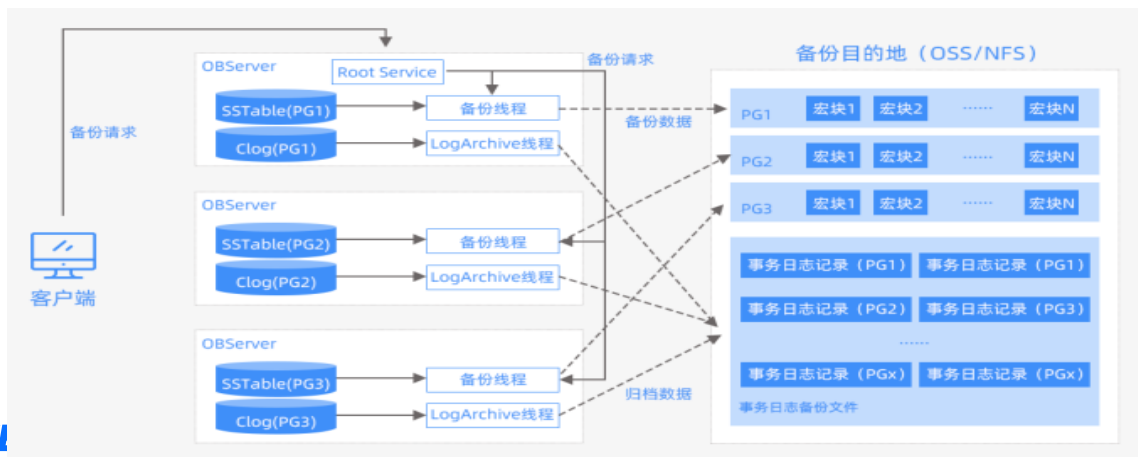 备份目的地（OSS/NFS）
备份请求
OBServer
Root Service
SSTable(PG1)
备份线程
备份数据
Clog(PG1)
LogArchive线程
备份请求
PG1 宏块1 宏块2 …… 宏块N
PG2 宏块1 宏块2 …… 宏块N
PG3 宏块1 宏块2 …… 宏块N
OBServer
SSTable(PG2)
备份线程
Clog(PG2)
LogArchive线程
客户端
事务日志记录（PG1） 事务日志记录（PG1）
事务日志记录（PG2） 事务日志记录（PG3）
……
事务日志记录（PGx） 事务日志记录（PGx）
事务日志备份文件
OBServer
SSTable(PG3)
备份线程
归档数据
Clog(PG3)
LogArchive线程